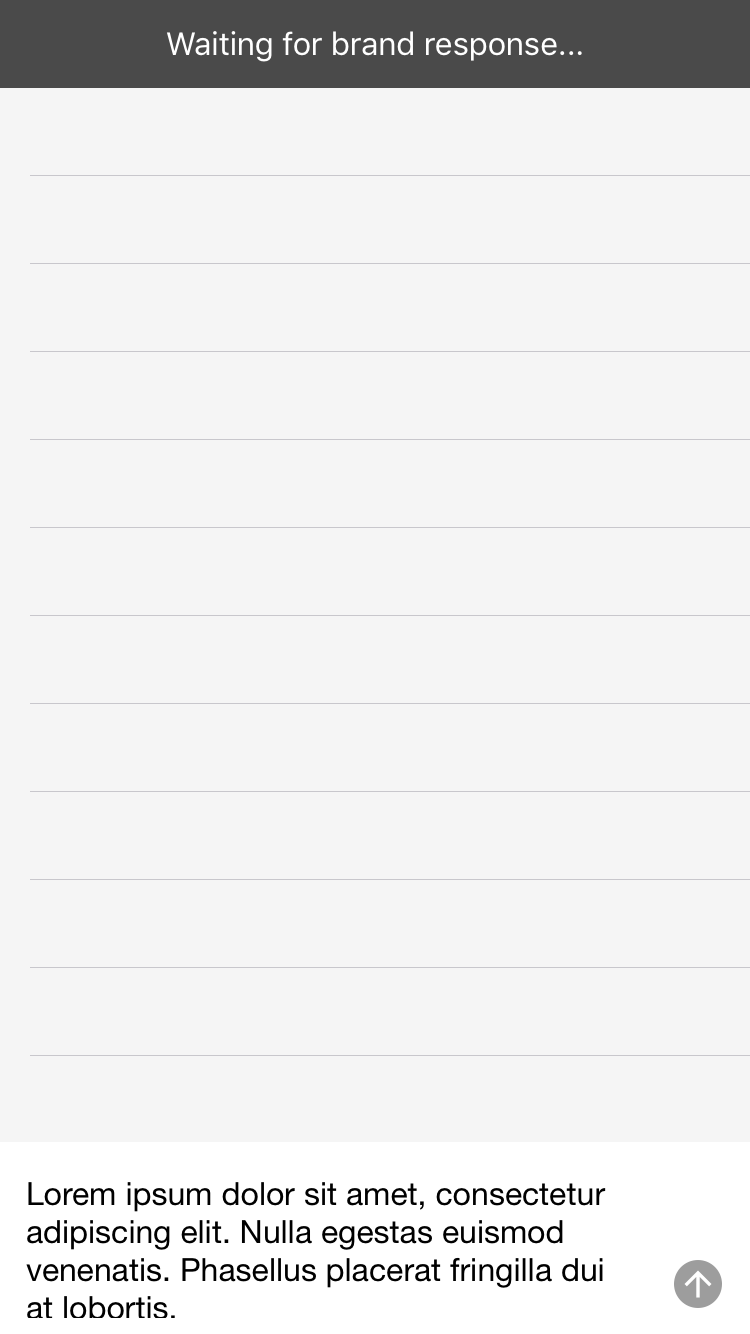 Waiting for brand response...
Lorem ipsum dolor sit amet, consectetur
adipiscing elit. Nulla egestas euismod
venenatis. Phasellus placerat fringilla dui
at lobortis.